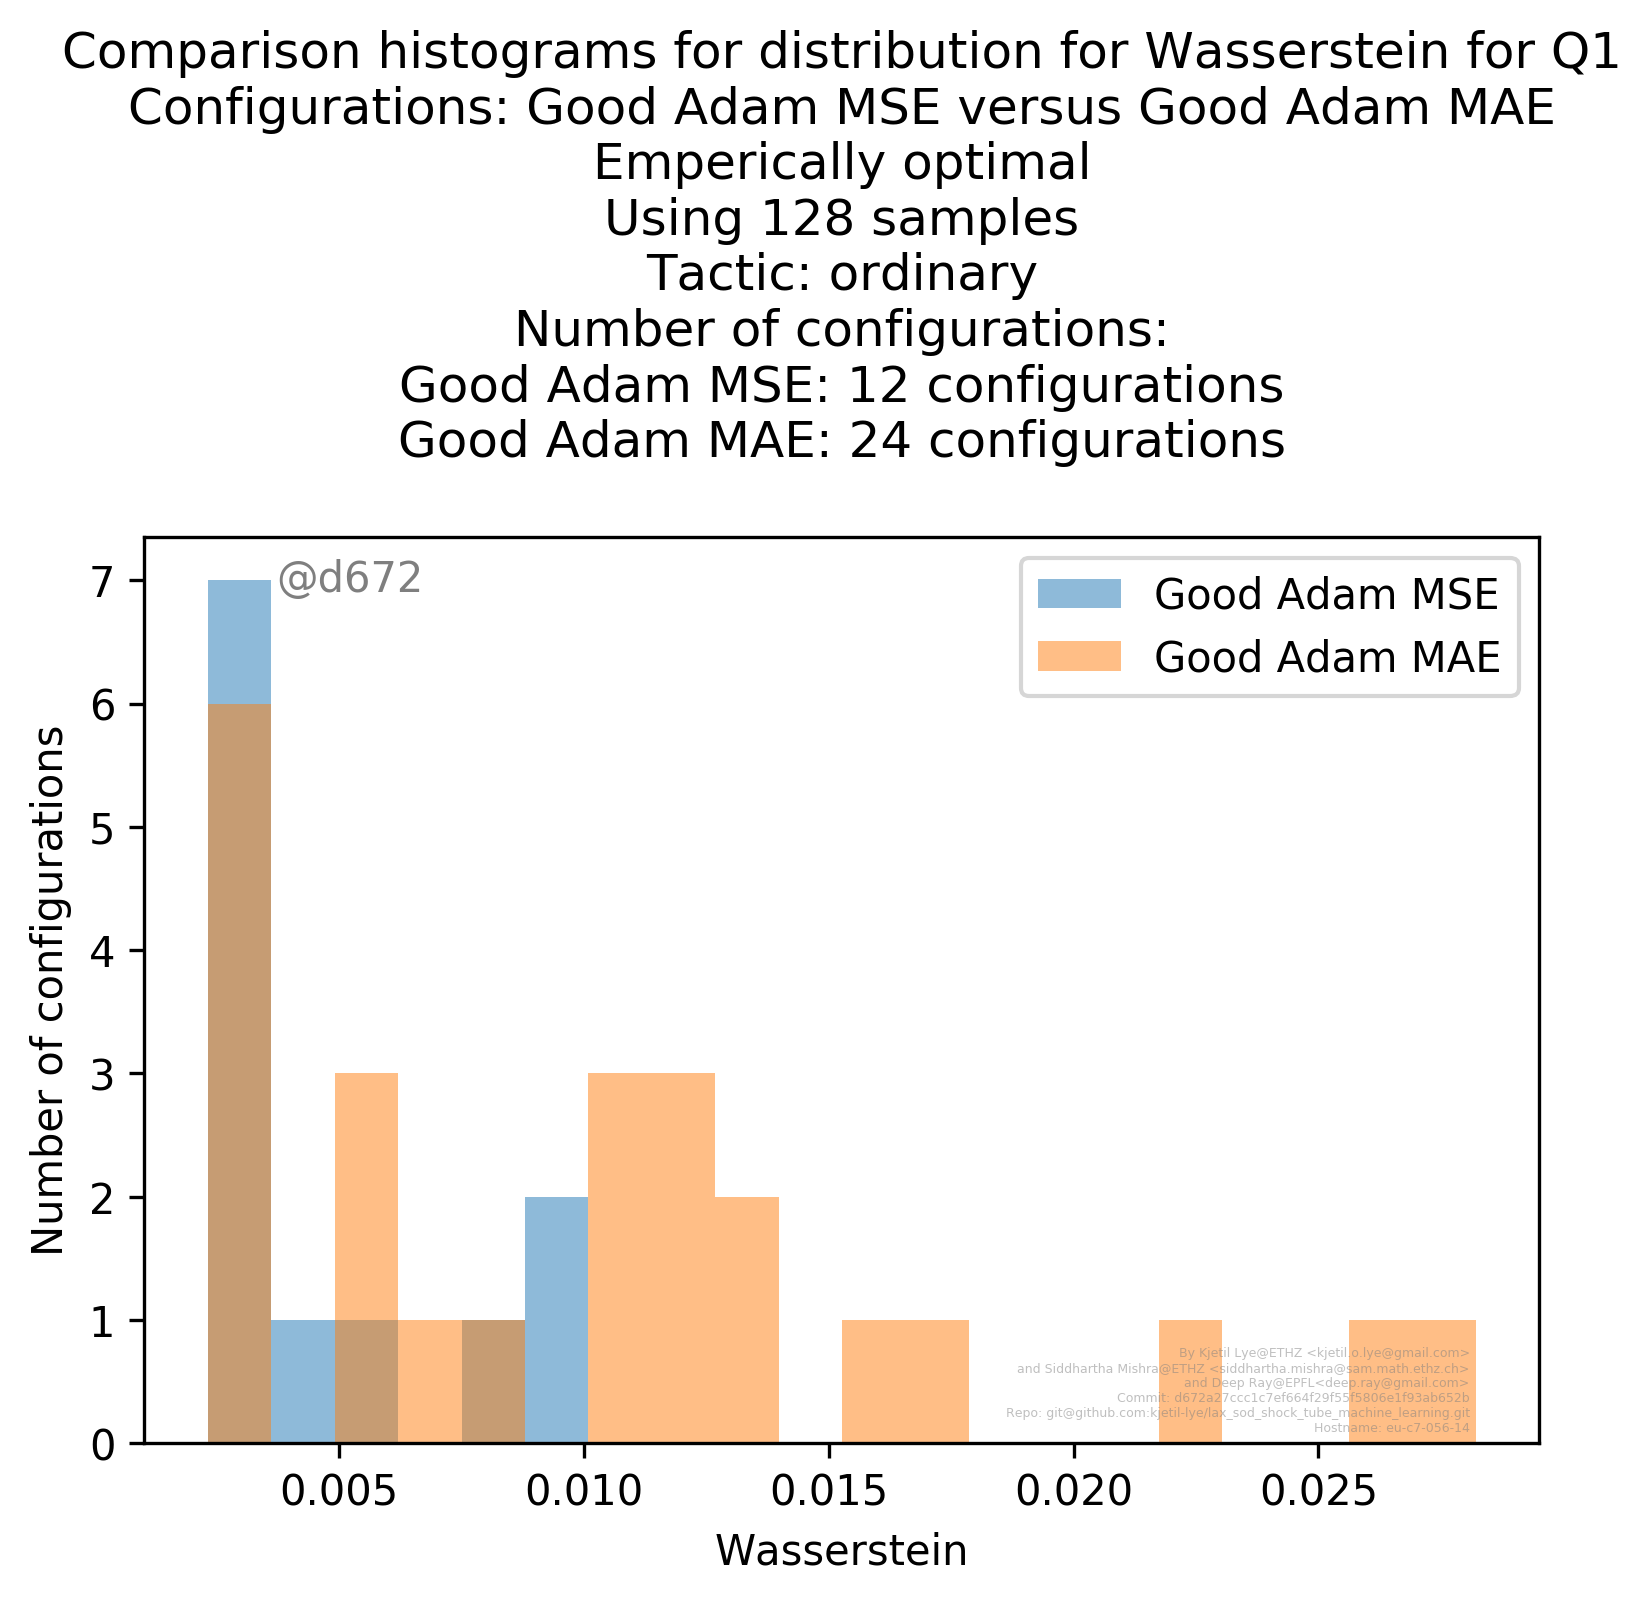 Comparison histograms for distribution for Wasserstein for Q1
Configurations: Good Adam MSE versus Good Adam MAE
Emperically optimal
Using 128 samples
Tactic: ordinary
Number of configurations:
Good Adam MSE: 12 configurations
Good Adam MAE: 24 configurations
@d672
Good Adam MSE
Good Adam MAE
Number of configurations
7
6
5
4
3
2
1
0
By Kjetil Lye@ETHZ <kjetil.o.lye@gmail.com>
and Siddhartha Mishra@ETHZ <siddhartha.mishra@sam.math.ethz.ch>
and Deep Ray@EPFL<deep.ray@gmail.com>
Commit: d672a27ccc1c7ef664f29f55f5806e1f93ab652b
Repo: git@github.com:kjetil-lye/lax_sod_shock_tube_machine_learning.git
Hostname: eu-c7-056-14
0.005 0.010 0.015 0.020 0.025
Wasserstein